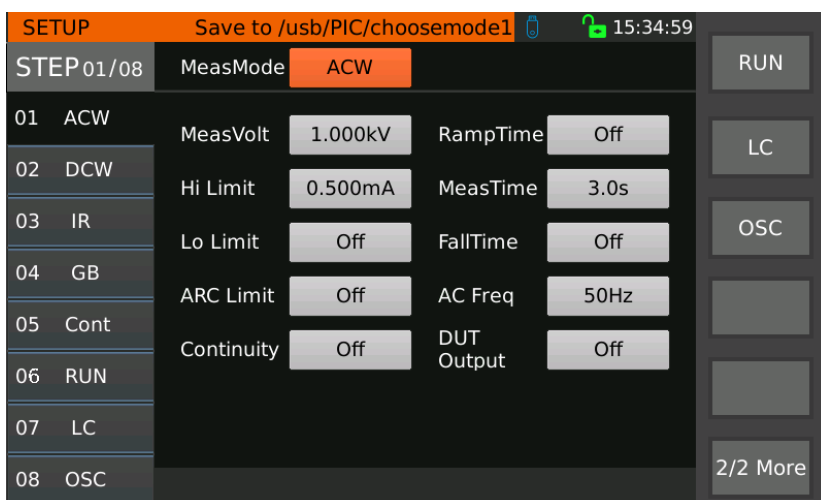 SETUP Save to /usb/PIC/choosemode1 15:34:59
STEP 01/08 MeasMode ACW RUN
01 ACW
MeasVolt 1.000kV RampTime Off LC
02 DCW
Hi Limit 0.500mA MeasTime 3.0s
03 IR OSC
Lo Limit Off FallTime Off
04 GB
ARC Limit Off AC Freq 50Hz
05 Cont
Continuity Off DUT
Output Off
06 RUN
07 LC
08 OSC 2/2 More